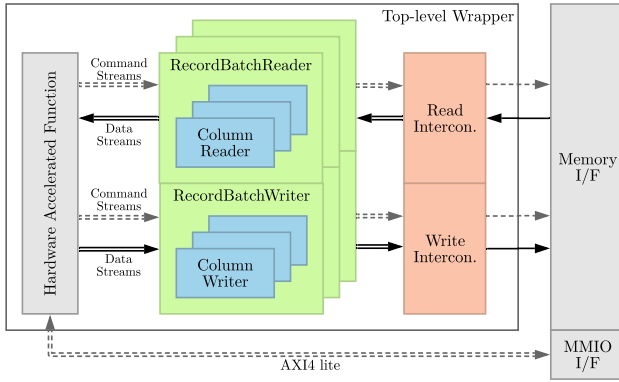 Top-level Wrapper
Hardware Accelerated Function
Command
Streams
Data
Streams
RecordBatchReader
Column
Reader
Read
Intercon.
Memory
I/F
Command
Streams
Data
Streams
RecordBatchWriter
Column
Writer
Write
Intercon.
MMIO
I/F
AXI4 lite